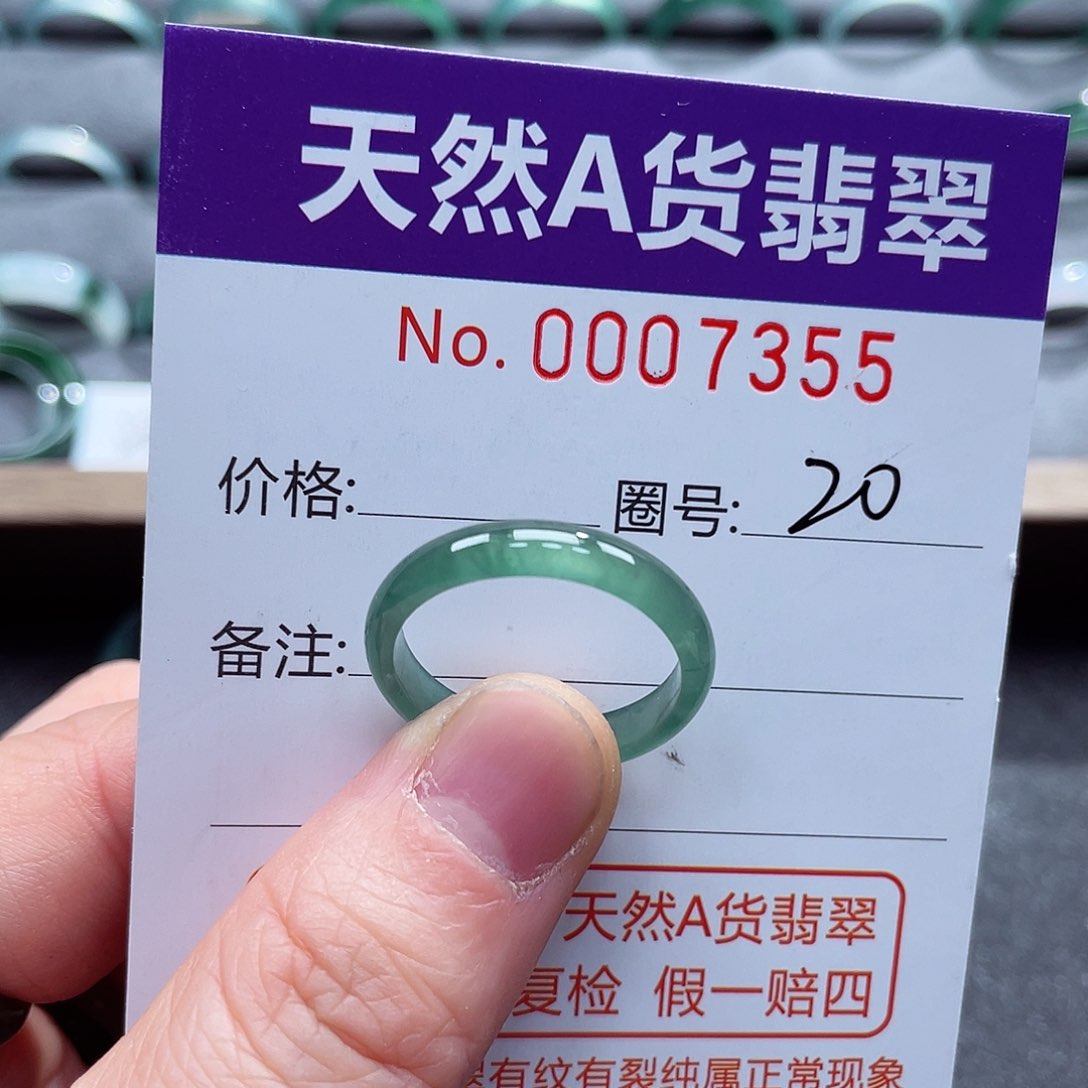 天然A货翡翠
No. 0007355
价格: 圈号: 20
备注:
天然A货翡翠
复检 假一赔四
有纹有裂纯属正常现象